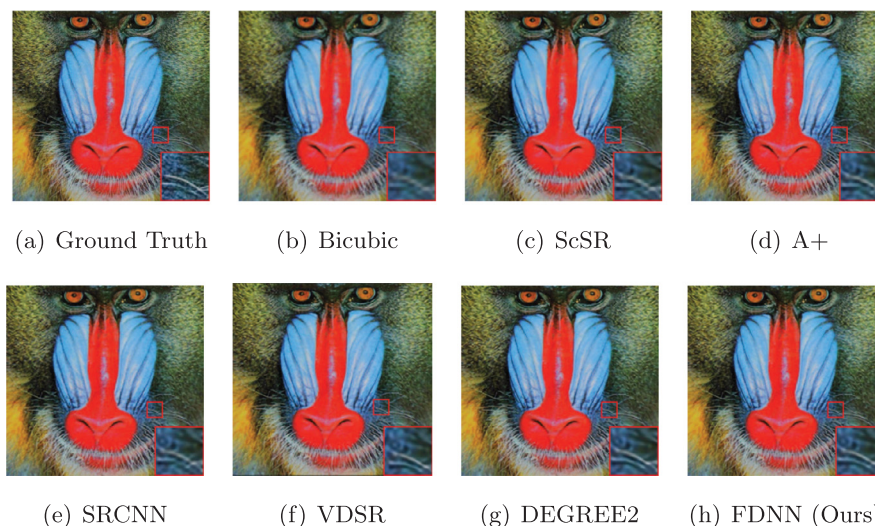 (a) Ground Truth
(b) Bicubic
(c) ScSR
(d) A+
(e) SRCNN
(f) VDSR
(g) DEGREE2
(h) FDNN (Ours)